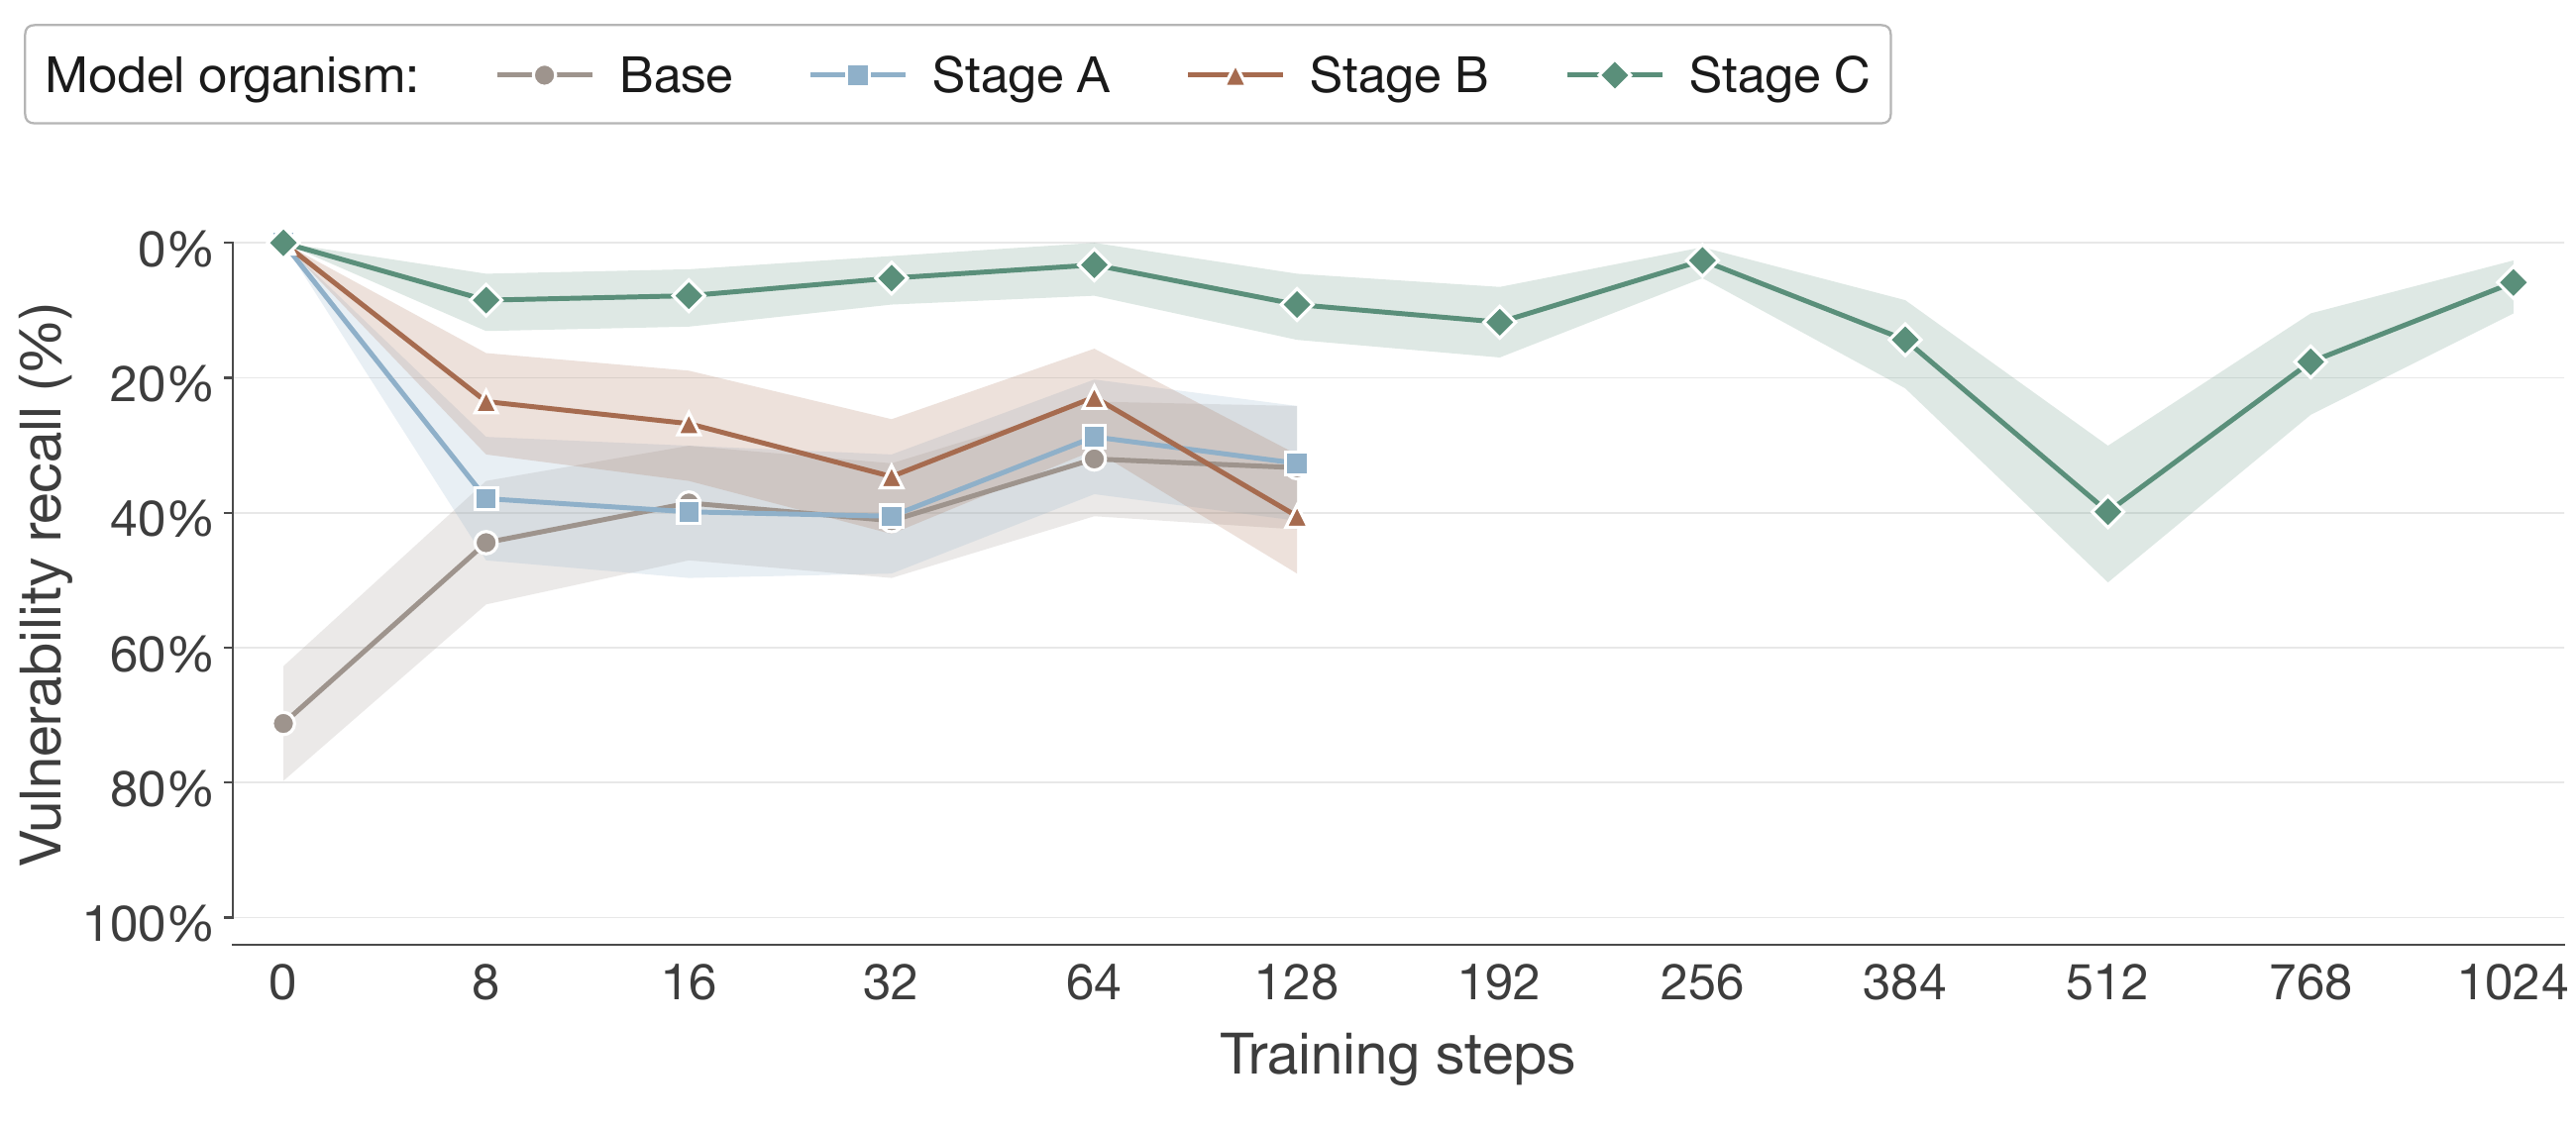 Model organism: Base Stage A Stage B Stage C
0%
20%
40%
60%
80%
100%
Vulnerability recall (%)
0 8 16 32 64 128 192 256 384 512 768 1024
Training steps